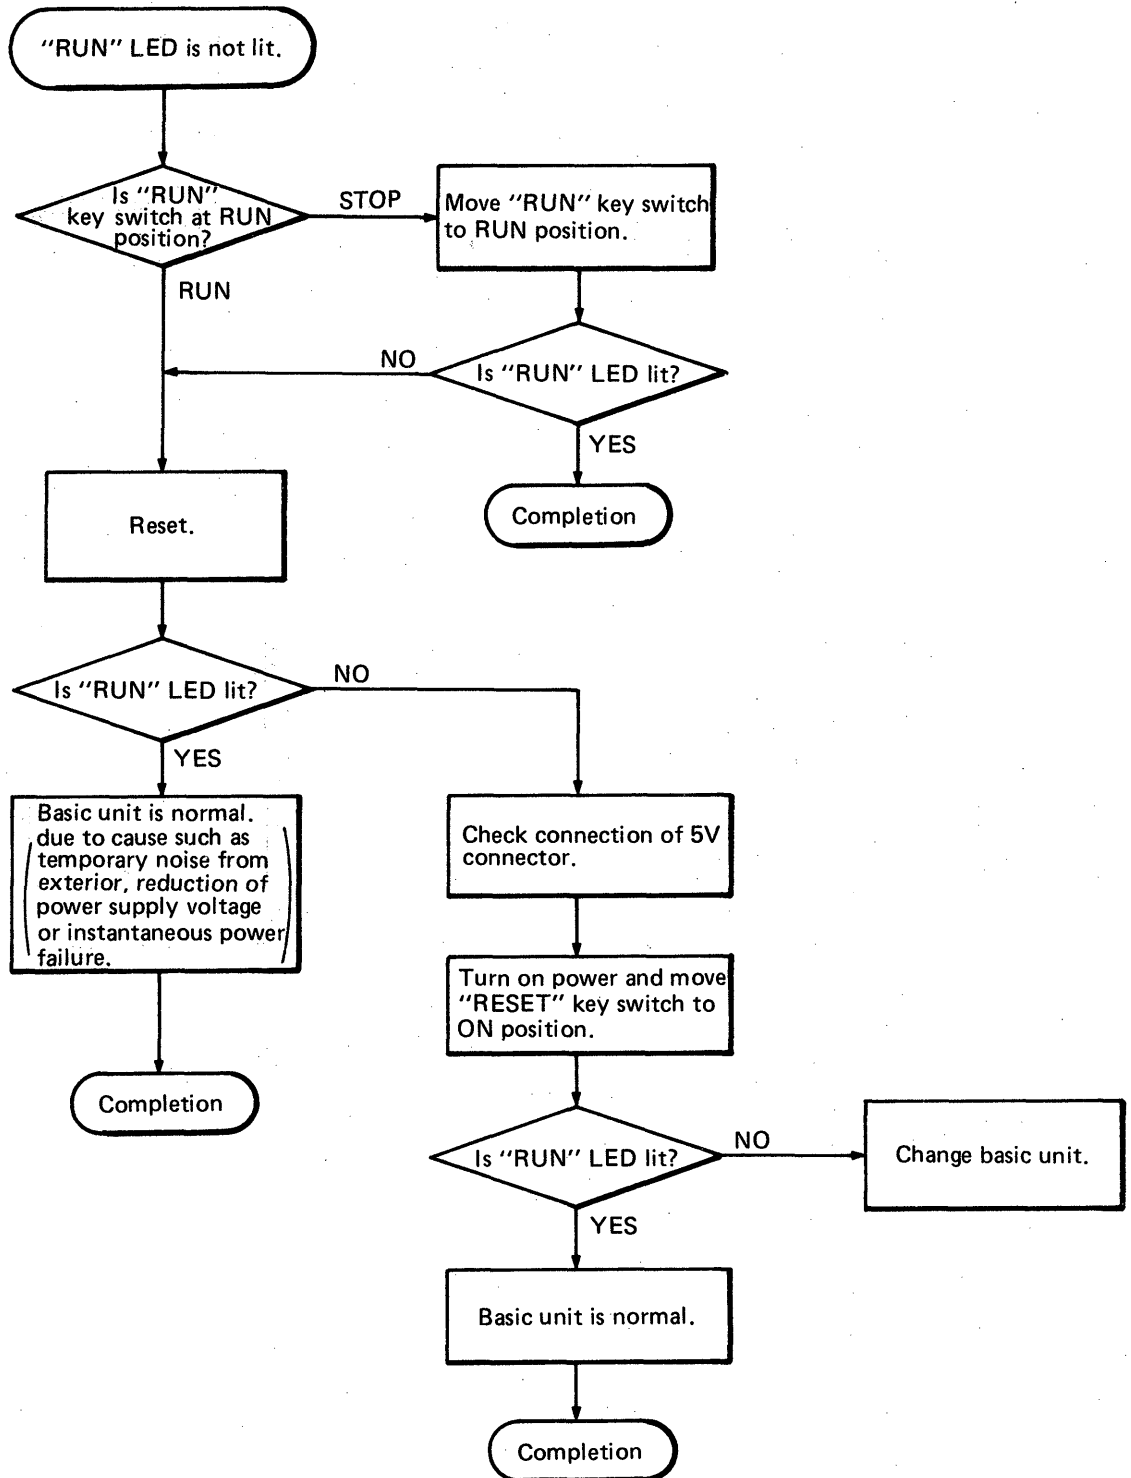 "RUN" LED is not lit.
Is "RUN"
key switch at RUN
position?
STOP
Move "RUN" key switch
to RUN position.
RUN
NO
Is "RUN" LED lit?
YES
Completion
Reset.
Is "RUN" LED lit?
NO
YES
Basic unit is normal.
due to cause such as
temporary noise from
exterior, reduction of
power supply voltage
or instantaneous power
failure.
Completion
Check connection of 5V
connector.
Turn on power and move
"RESET" key switch to
ON position.
Is "RUN" LED lit?
NO
Change basic unit.
YES
Basic unit is normal.
Completion